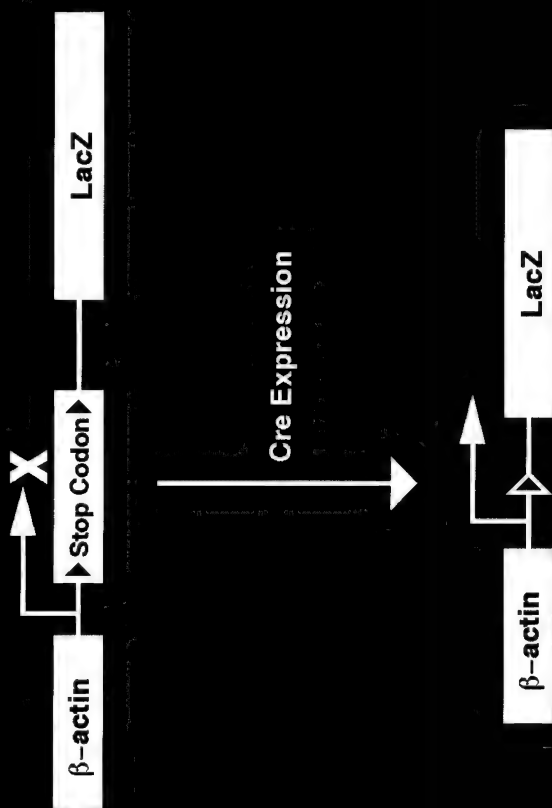 X
β–actin
Stop Codon
LacZ
Cre Expression
β–actin
LacZ